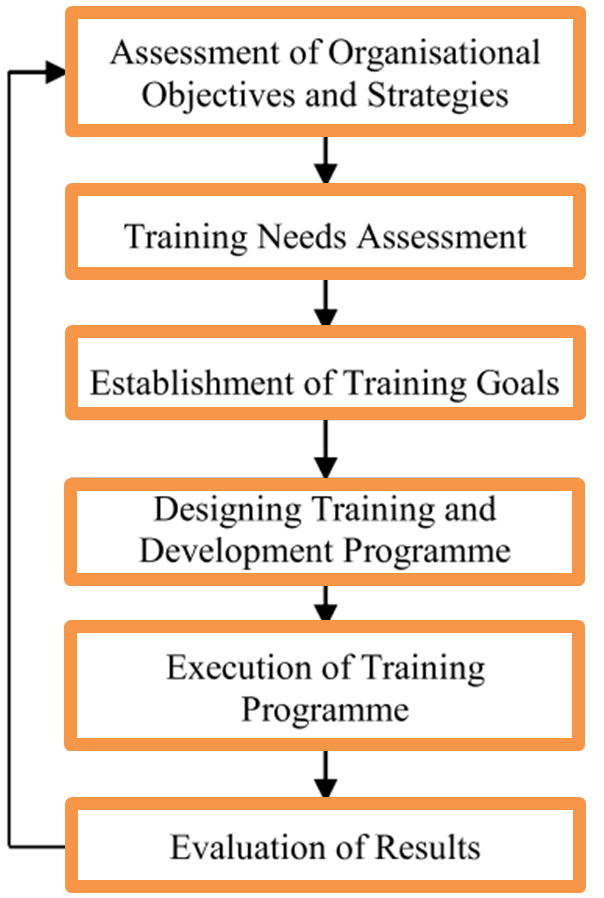 Assessment of Organisational
Objectives and Strategies
Training Needs Assessment
Establishment of Training Goals
Designing Training and
Development Programme
Execution of Training
Programme
Evaluation of Results